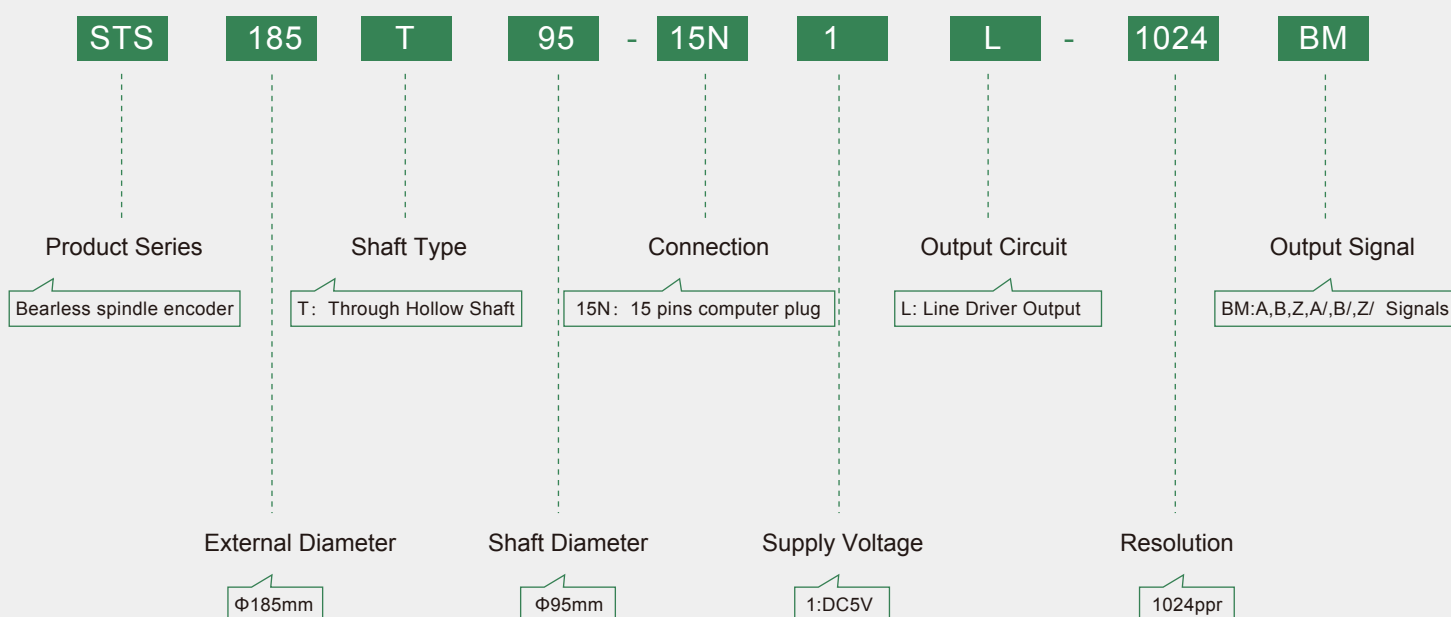 STS 185 T 95 - 15N 1 L - 1024 BM
Product Series Shaft Type Connection Output Circuit Output Signal
Bearless spindle encoder T: Through Hollow Shaft 15N: 15 pins computer plug L: Line Driver Output BM:A,B,Z,A/,B/,Z/ Signals
External Diameter Shaft Diameter Supply Voltage Resolution
Φ185mm Φ95mm 1:DC5V 1024ppr